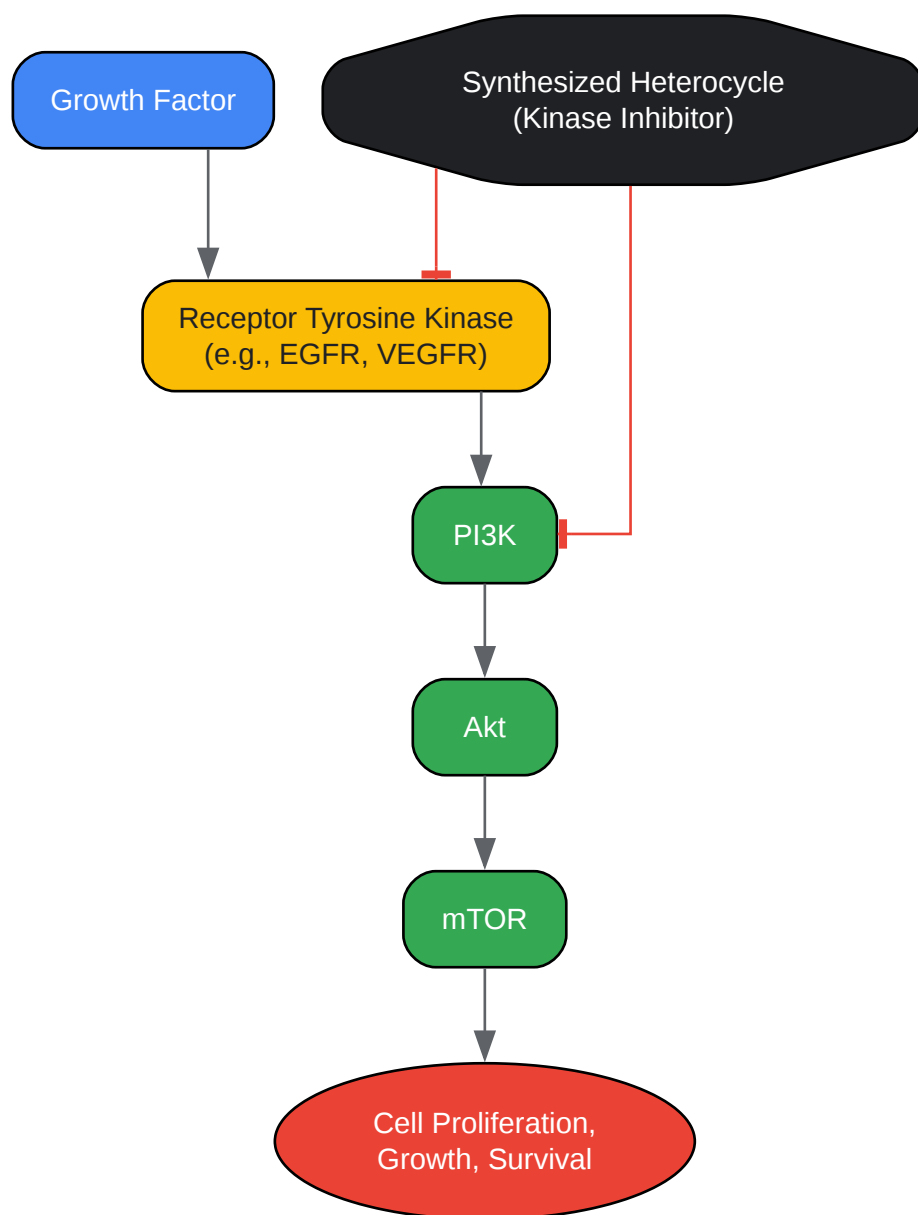 Growth Factor
Synthesized Heterocycle
(Kinase Inhibitor)
Receptor Tyrosine Kinase
(e.g., EGFR, VEGFR)
PI3K
Akt
mTOR
Cell Proliferation,
Growth, Survival